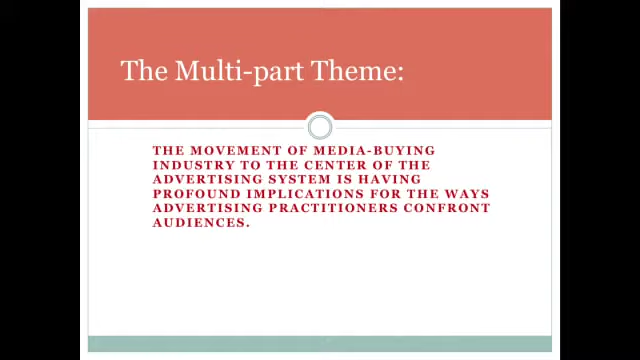 The Multi-part Theme:
THE MOVEMENT OF MEDIA-BUYING
INDUSTRY TO THE CENTER OF THE
ADVERTISING SYSTEM IS HAVING
PROFOUND IMPLICATIONS FOR THE WAYS
ADVERTISING PRACTITIONERS CONFRONT
AUDIENCES.